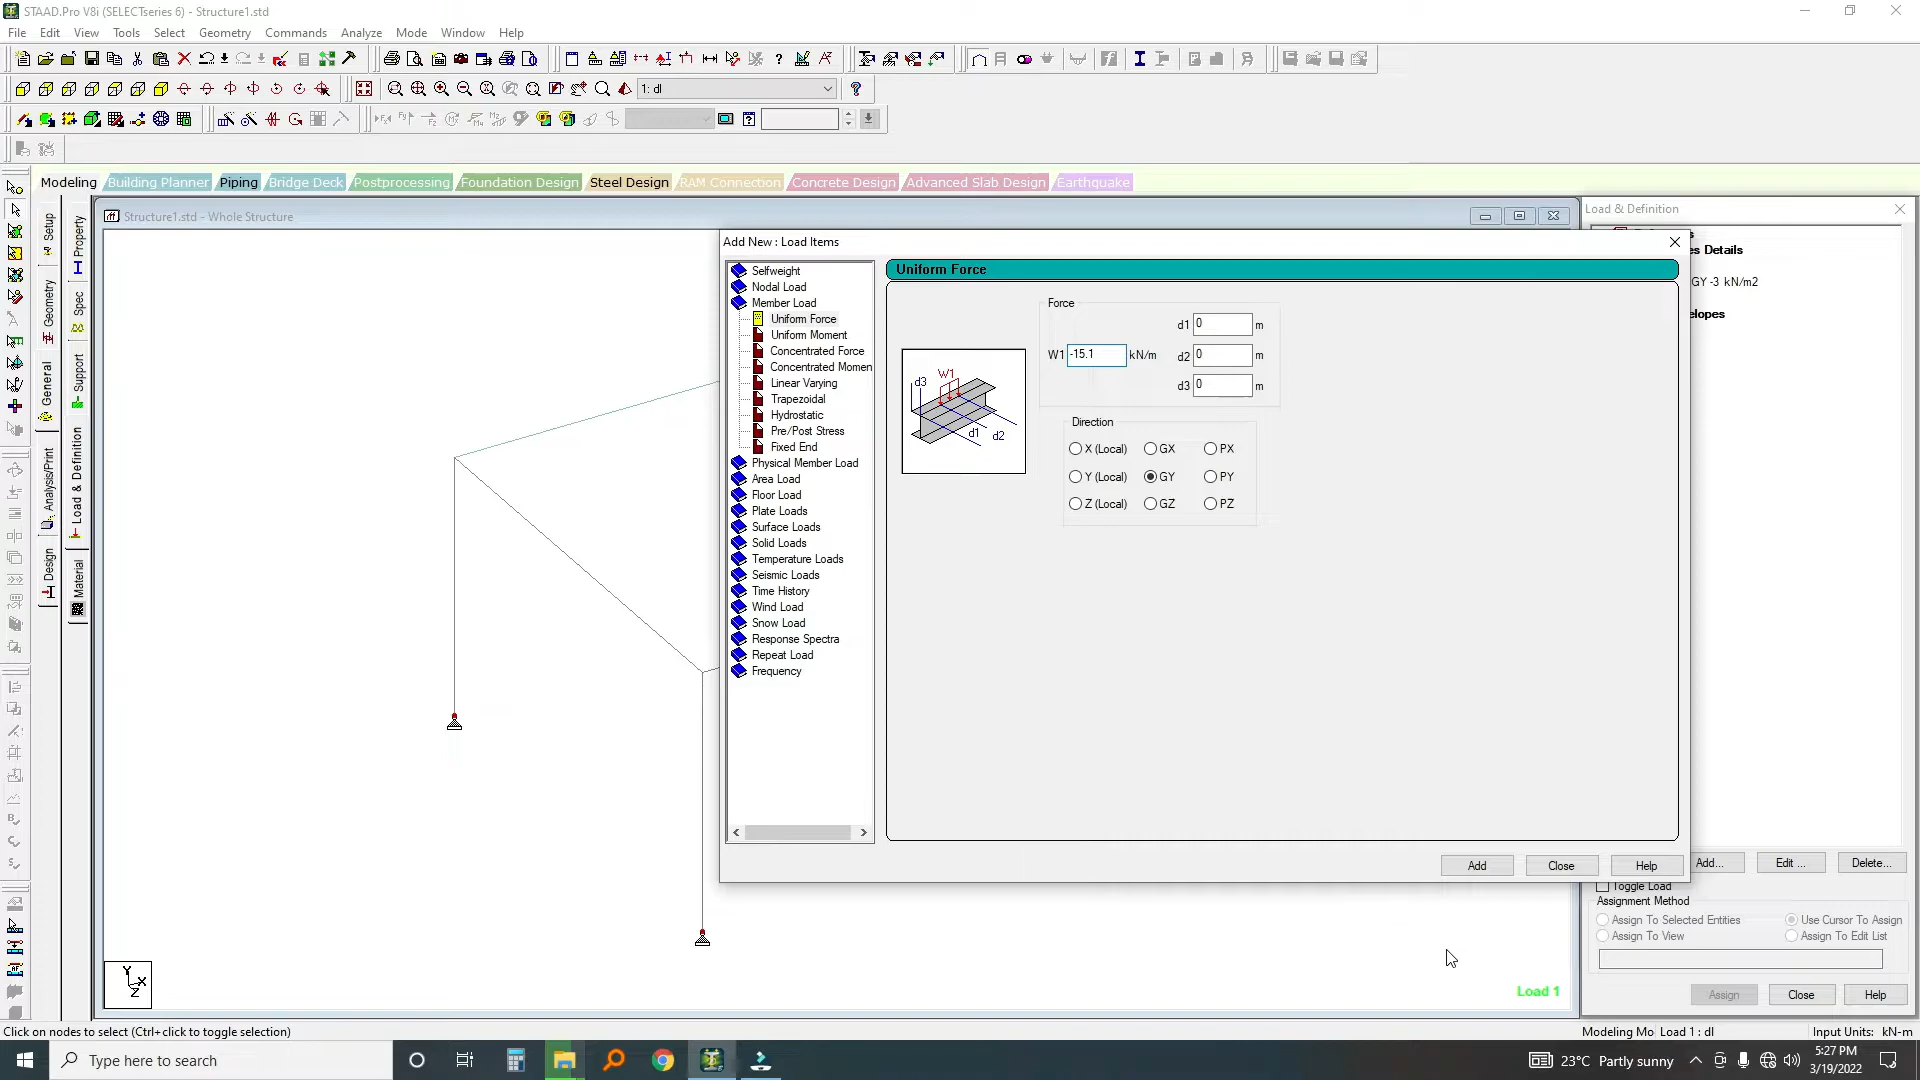 STAAD.Pro V8i (SELECTseries 6) - Structure1.std
File Edit View Tools Select Geometry Commands Analyze Mode Window Help
1: dl
Modeling Building Planner Piping Bridge Deck Postprocessing Foundation Design Steel Design RAM Connection Concrete Design Advanced Slab Design Earthquake
Setup
Geometry
General
Analysis/Print
Design
Property
Spec
Support
Load & Definition
Material
Structure1.std - Whole Structure
Load 1
Y
X
Z
Add New : Load Items
Selfweight
Nodal Load
Member Load
Uniform Force
Uniform Moment
Concentrated Force
Concentrated Momen
Linear Varying
Trapezoidal
Hydrostatic
Pre/Post Stress
Fixed End
Physical Member Load
Area Load
Floor Load
Plate Loads
Surface Loads
Solid Loads
Temperature Loads
Seismic Loads
Time History
Wind Load
Snow Load
Response Spectra
Repeat Load
Frequency
Uniform Force
d3
W1
d1
d2
Force
d1 0 m
W1 -15.1 kN/m d2 0 m
d3 0 m
Direction
X (Local) GX PX
Y (Local) GY PY
Z (Local) GZ PZ
Add Close Help
Load & Definition
es Details
GY -3 kN/m2
elopes
Add... Edit ... Delete...
Toggle Load
Assignment Method
Assign To Selected Entities Use Cursor To Assign
Assign To View Assign To Edit List
Assign Close Help
Click on nodes to select (Ctrl+click to toggle selection)
Modeling Mo Load 1 : dl Input Units: kN-m
Type here to search
23°C Partly sunny
5:27 PM
3/19/2022